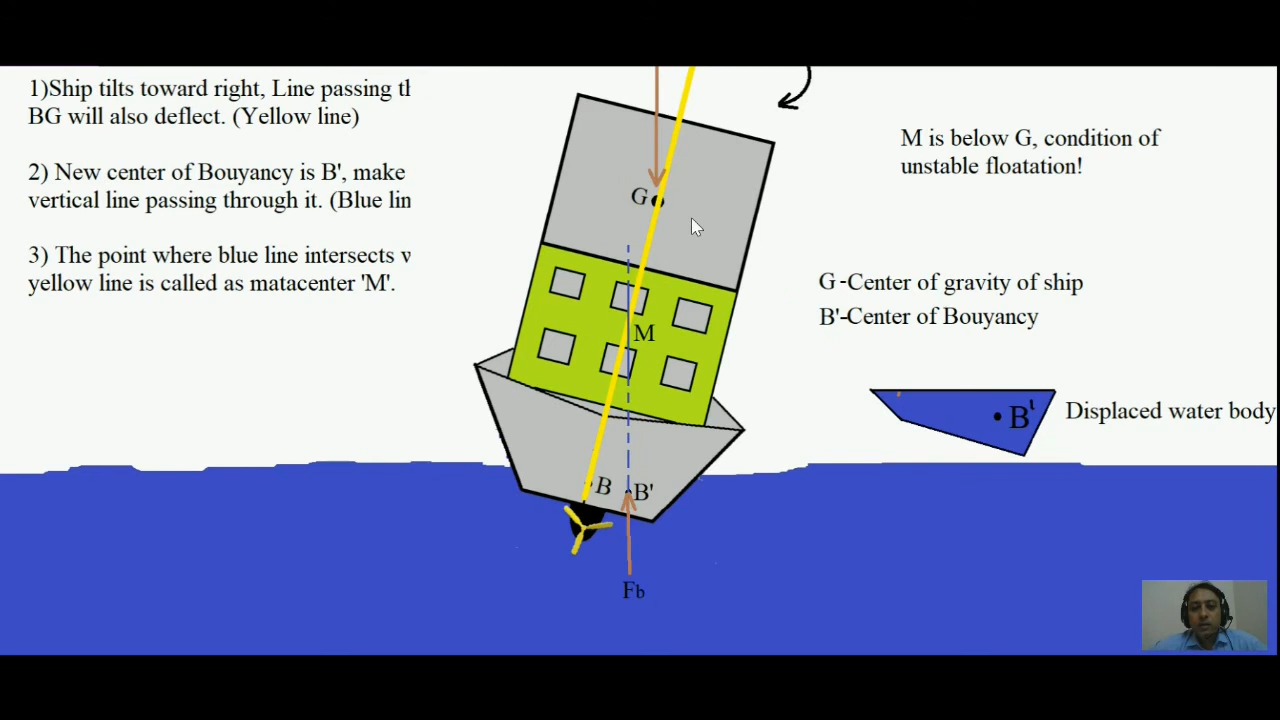 1)Ship tilts toward right, Line passing th
BG will also deflect. (Yellow line)
2) New center of Bouyancy is B', make
vertical line passing through it. (Blue lin
3) The point where blue line intersects w
yellow line is called as matacenter 'M'.
G
M
B
B'
Fb
M is below G, condition of
unstable floatation!
G-Center of gravity of ship
B'-Center of Bouyancy
B'
Displaced water body